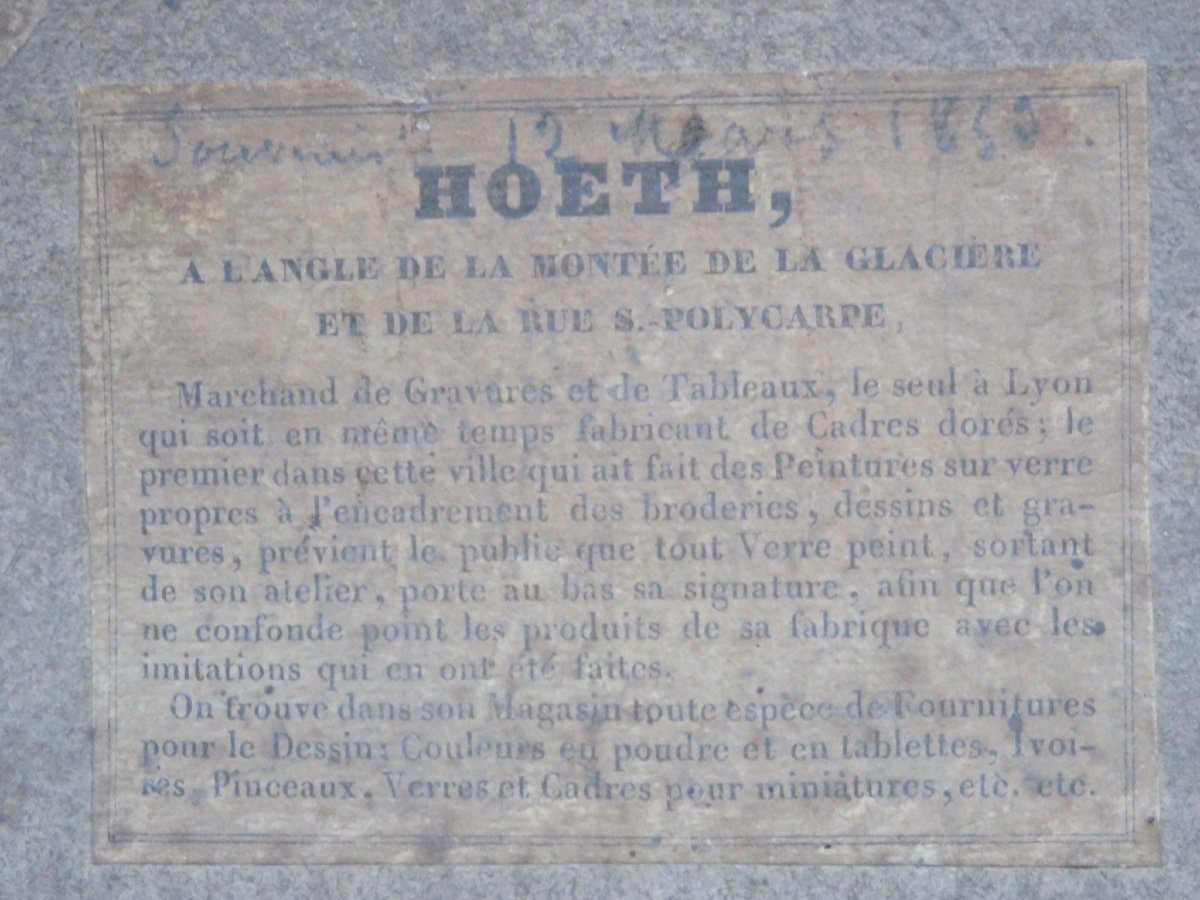 Souvenir 12 Mars
HOETH,
A L'ANGLE DE LA MONTÉE DE LA GLACIÈRE
ET DE LA RUE S.-POLYCARPE,
Marchand de Gravures et de Tableaux, le seul à Lyon
qui soit en même temps fabricant de Cadres dorés; le
premier dans cette ville qui ait fait des Peintures sur verre
propres à l'encadrement des broderies, dessins et gra-
vures, prévient le public que tout Verre peint, sortant
de son atelier, porte au bas sa signature, afin que l'on
ne confonde point les produits de sa fabrique avec les
imitations qui en ont été faites.
On trouve dans son Magasin toute espèce de Fournitures
pour le Dessin; Couleurs en poudre et en tablettes, Ivoi-
res, Pinceaux, Verres et Cadres pour miniatures, etc. etc.